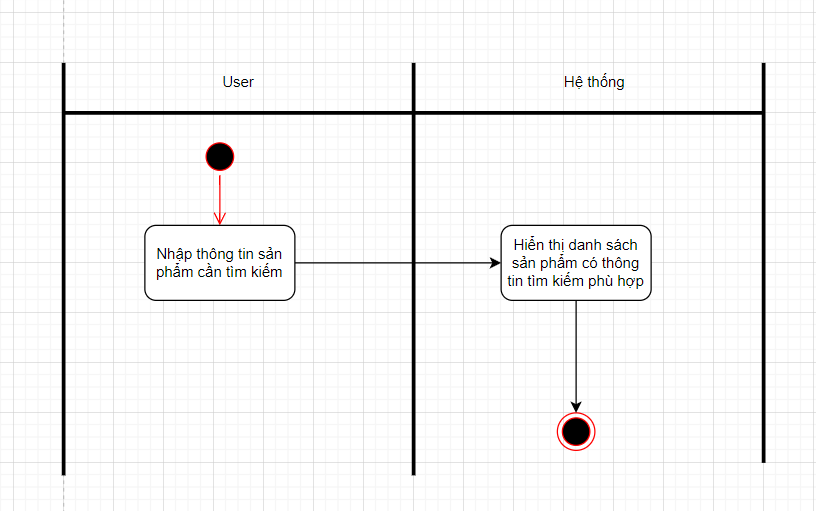 User
Hệ thống
Nhập thông tin sản
phẩm cần tìm kiếm
Hiển thị danh sách
sản phẩm có thông
tin tìm kiếm phù hợp